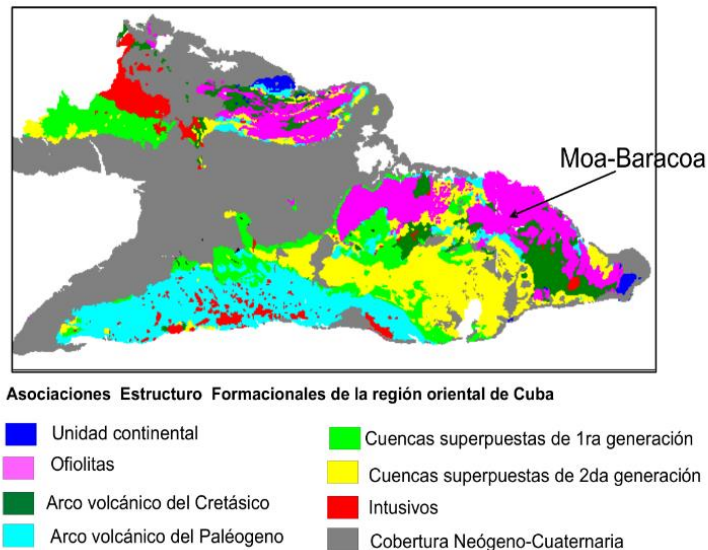 Moa-Baracoa
Asociaciones Estructuro Formacionales de la región oriental de Cuba
Unidad continental
Ofiolitas
Arco volcánico del Cretásico
Arco volcánico del Paléogeno
Cuencas superpuestas de 1ra generación
Cuencas superpuestas de 2da generación
Intusivos
Cobertura Neógeno-Cuaternaria